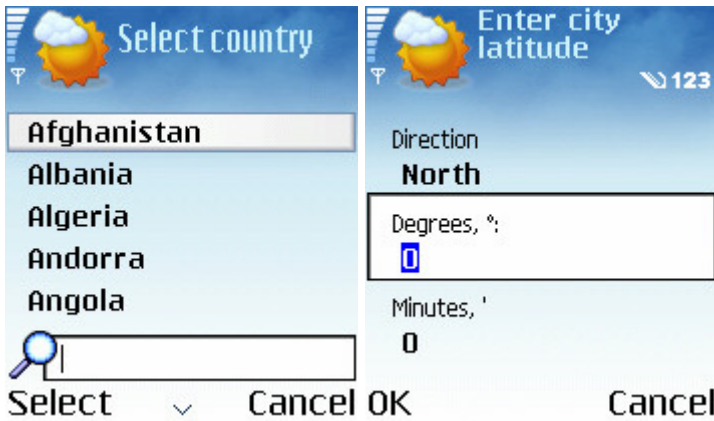 Select country
Afghanistan
Albania
Algeria
Andorra
Angola
Select Cancel
Enter city
latitude
123
Direction
North
Degrees, °:
0
Minutes, '
0
OK Cancel